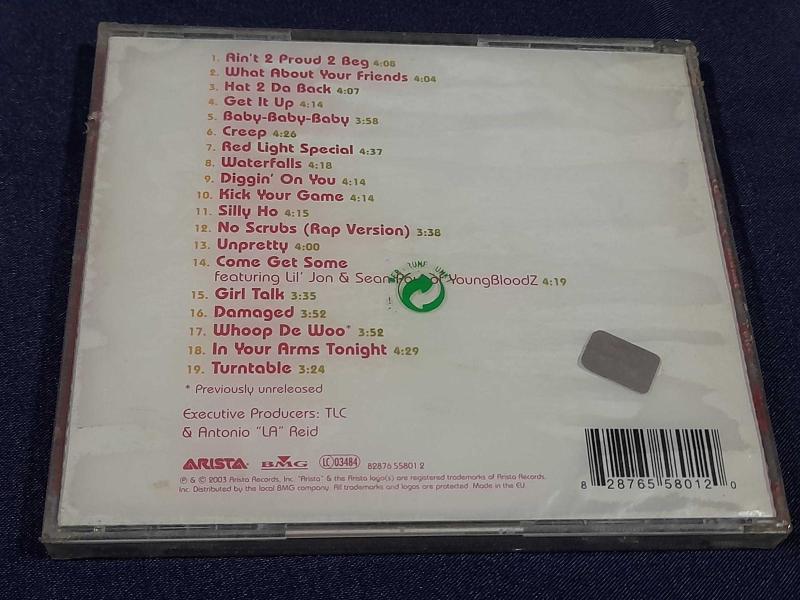 1. Ain't 2 Proud 2 Beg 4:08
2. What About Your Friends 4:04
3. Hat 2 Da Back 4:07
4. Get It Up 4:14
5. Baby-Baby-Baby 3:58
6. Creep 4:26
7. Red Light Special 4:37
8. Waterfalls 4:18
9. Diggin' On You 4:14
10. Kick Your Game 4:14
11. Silly Ho 4:15
12. No Scrubs (Rap Version) 3:38
13. Unpretty 4:00
14. Come Get Some
featuring Lil' Jon & Sean YoungBloodZ 4:19
15. Girl Talk 3:35
16. Damaged 3:52
17. Whoop De Woo* 3:52
18. In Your Arms Tonight 4:29
19. Turntable 3:24
* Previously unreleased
Executive Producers: TLC
& Antonio "LA" Reid
ARISTA BMG LC 03484 82876 55801 2
℗ & © 2003 Arista Records, Inc. "Arista" & the Arista logo(s) are registered trademarks of Arista Records,
Inc. Distributed by the local BMG company. All trademarks and logos are protected. Made in the EU.
8 28765 58012 0